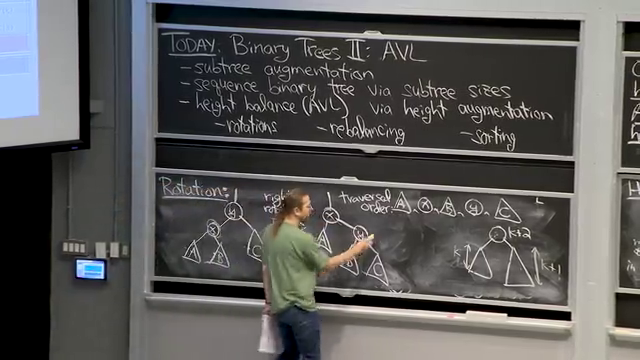 TODAY: Binary Trees II: AVL
- subtree augmentation
- sequence binary tree via subtree sizes
- height balance (AVL) via height augmentation
- rotations - rebalancing - sorting
Rotation:
traversal order: A, x, B, y, C
y
x
A
B
C
x
y
A
B
C
k+2
k
k+1